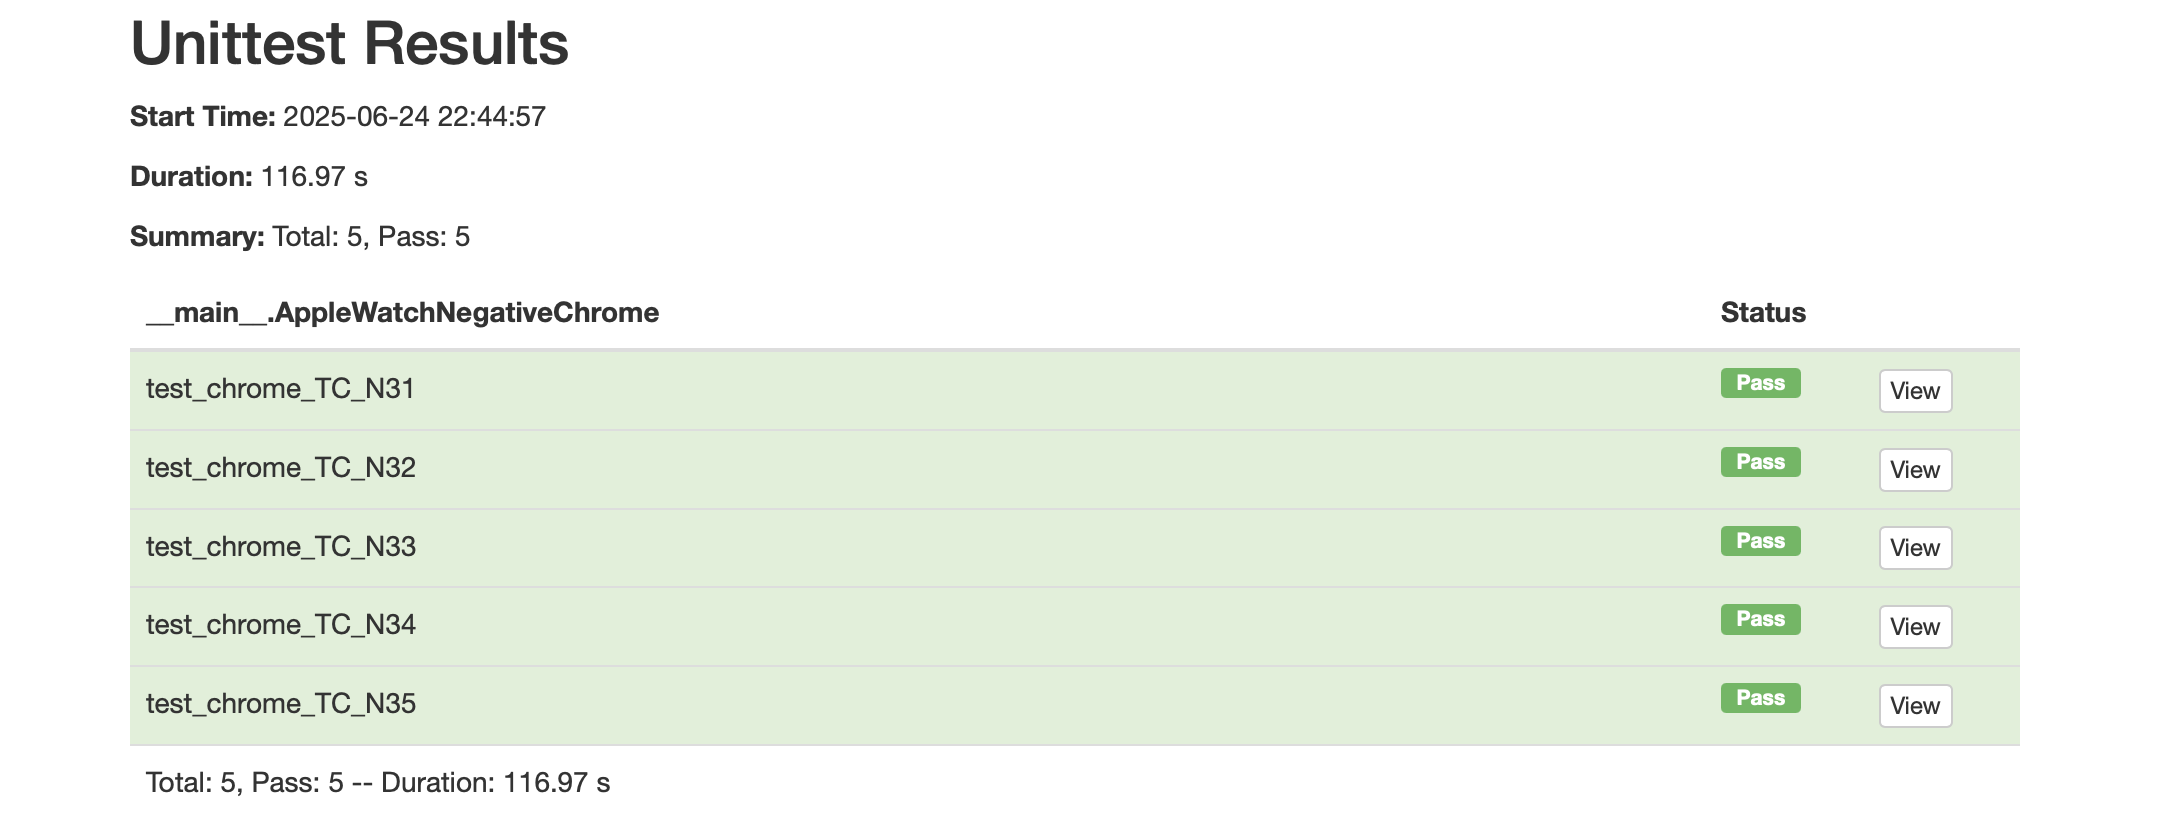 Unittest Results
Start Time: 2025-06-24 22:44:57
Duration: 116.97 s
Summary: Total: 5, Pass: 5
__main__.AppleWatchNegativeChrome Status
test_chrome_TC_N31 Pass View
test_chrome_TC_N32 Pass View
test_chrome_TC_N33 Pass View
test_chrome_TC_N34 Pass View
test_chrome_TC_N35 Pass View
Total: 5, Pass: 5 -- Duration: 116.97 s